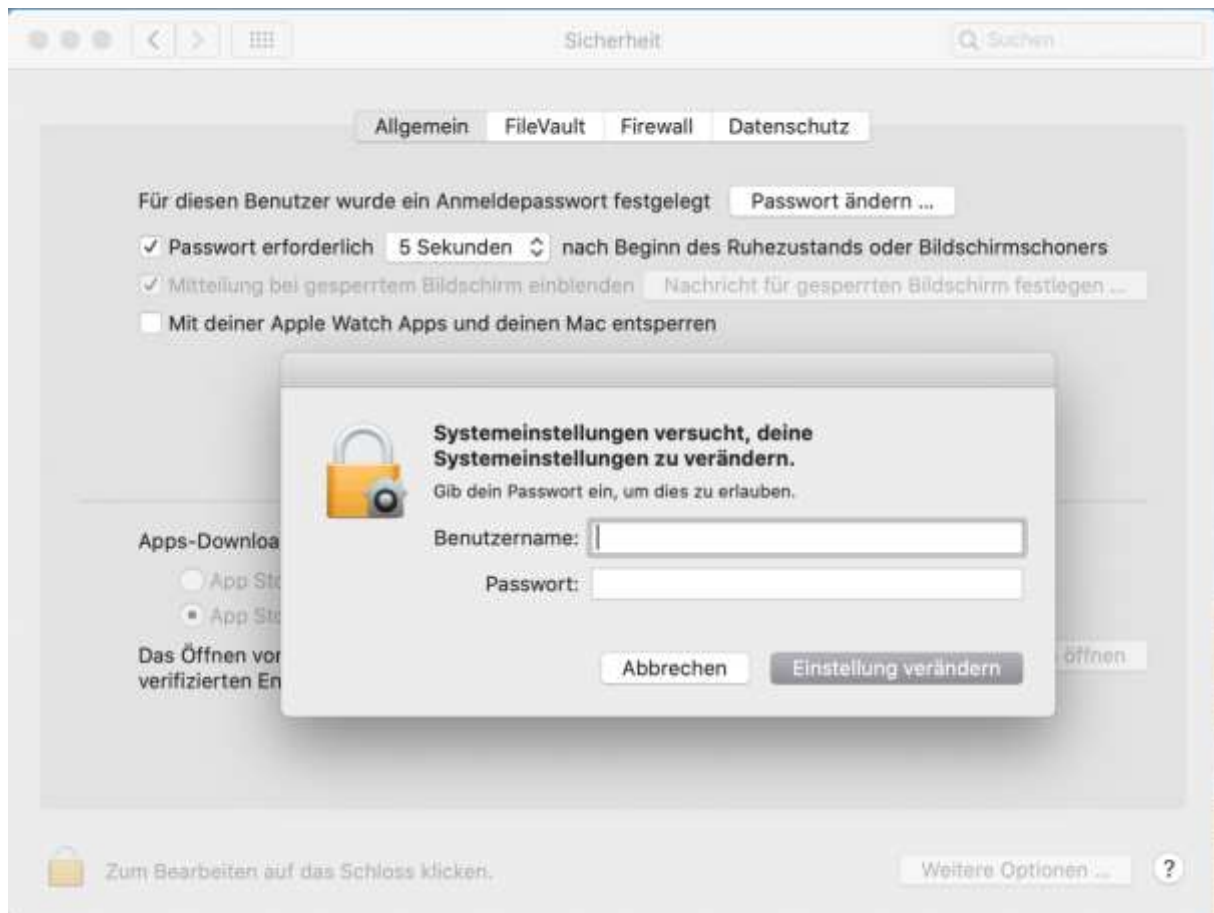 Sicherheit
Suchen
Allgemein FileVault Firewall Datenschutz
Für diesen Benutzer wurde ein Anmeldepasswort festgelegt Passwort ändern ...
Passwort erforderlich 5 Sekunden nach Beginn des Ruhezustands oder Bildschirmschoners
Mitteilung bei gesperrtem Bildschirm einblenden Nachricht für gesperrten Bildschirm festlegen ...
Mit deiner Apple Watch Apps und deinen Mac entsperren
Systemeinstellungen versucht, deine
Systemeinstellungen zu verändern.
Gib dein Passwort ein, um dies zu erlauben.
Benutzername:
Passwort:
Abbrechen Einstellung verändern
Apps-Downloa
App Sto
App Sto
Das Öffnen vor
verifizierten En
öffnen
Zum Bearbeiten auf das Schloss klicken.
Weitere Optionen ... ?